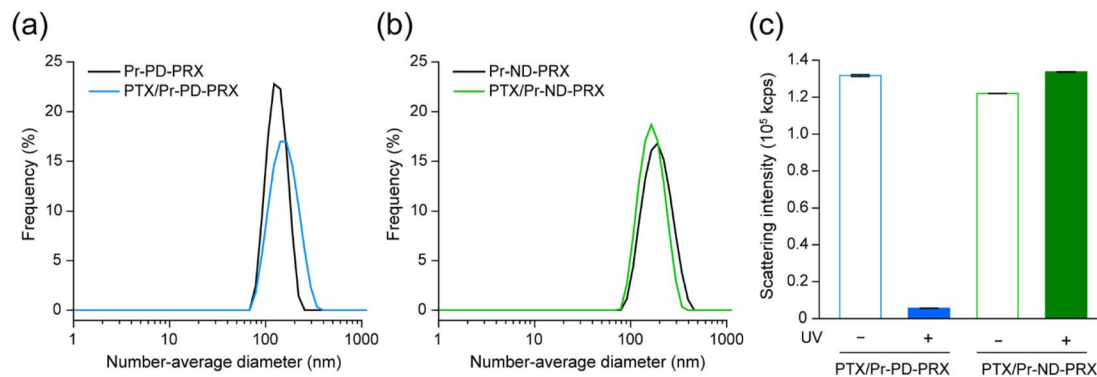 (a)
Pr-PD-PRX
PTX/Pr-PD-PRX
Frequency (%)
25
20
15
10
5
0
1 10 100 1000
Number-average diameter (nm)
(b)
Pr-ND-PRX
PTX/Pr-ND-PRX
Frequency (%)
25
20
15
10
5
0
1 10 100 1000
Number-average diameter (nm)
(c)
Scattering intensity (10⁵ kcps)
1.4
1.2
1.0
0.8
0.6
0.4
0.2
0
UV − + − +
PTX/Pr-PD-PRX PTX/Pr-ND-PRX